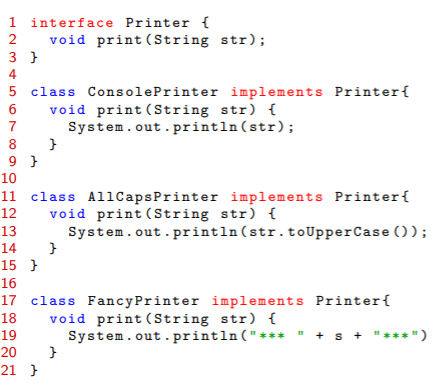 1 interface Printer {
2   void print(String str);
3 }
4
5 class ConsolePrinter implements Printer{
6   void print(String str) {
7     System.out.println(str);
8   }
9 }
10
11 class AllCapsPrinter implements Printer{
12   void print(String str) {
13     System.out.println(str.toUpperCase());
14   }
15 }
16
17 class FancyPrinter implements Printer{
18   void print(String str) {
19     System.out.println("*** " + s + "***")
20   }
21 }